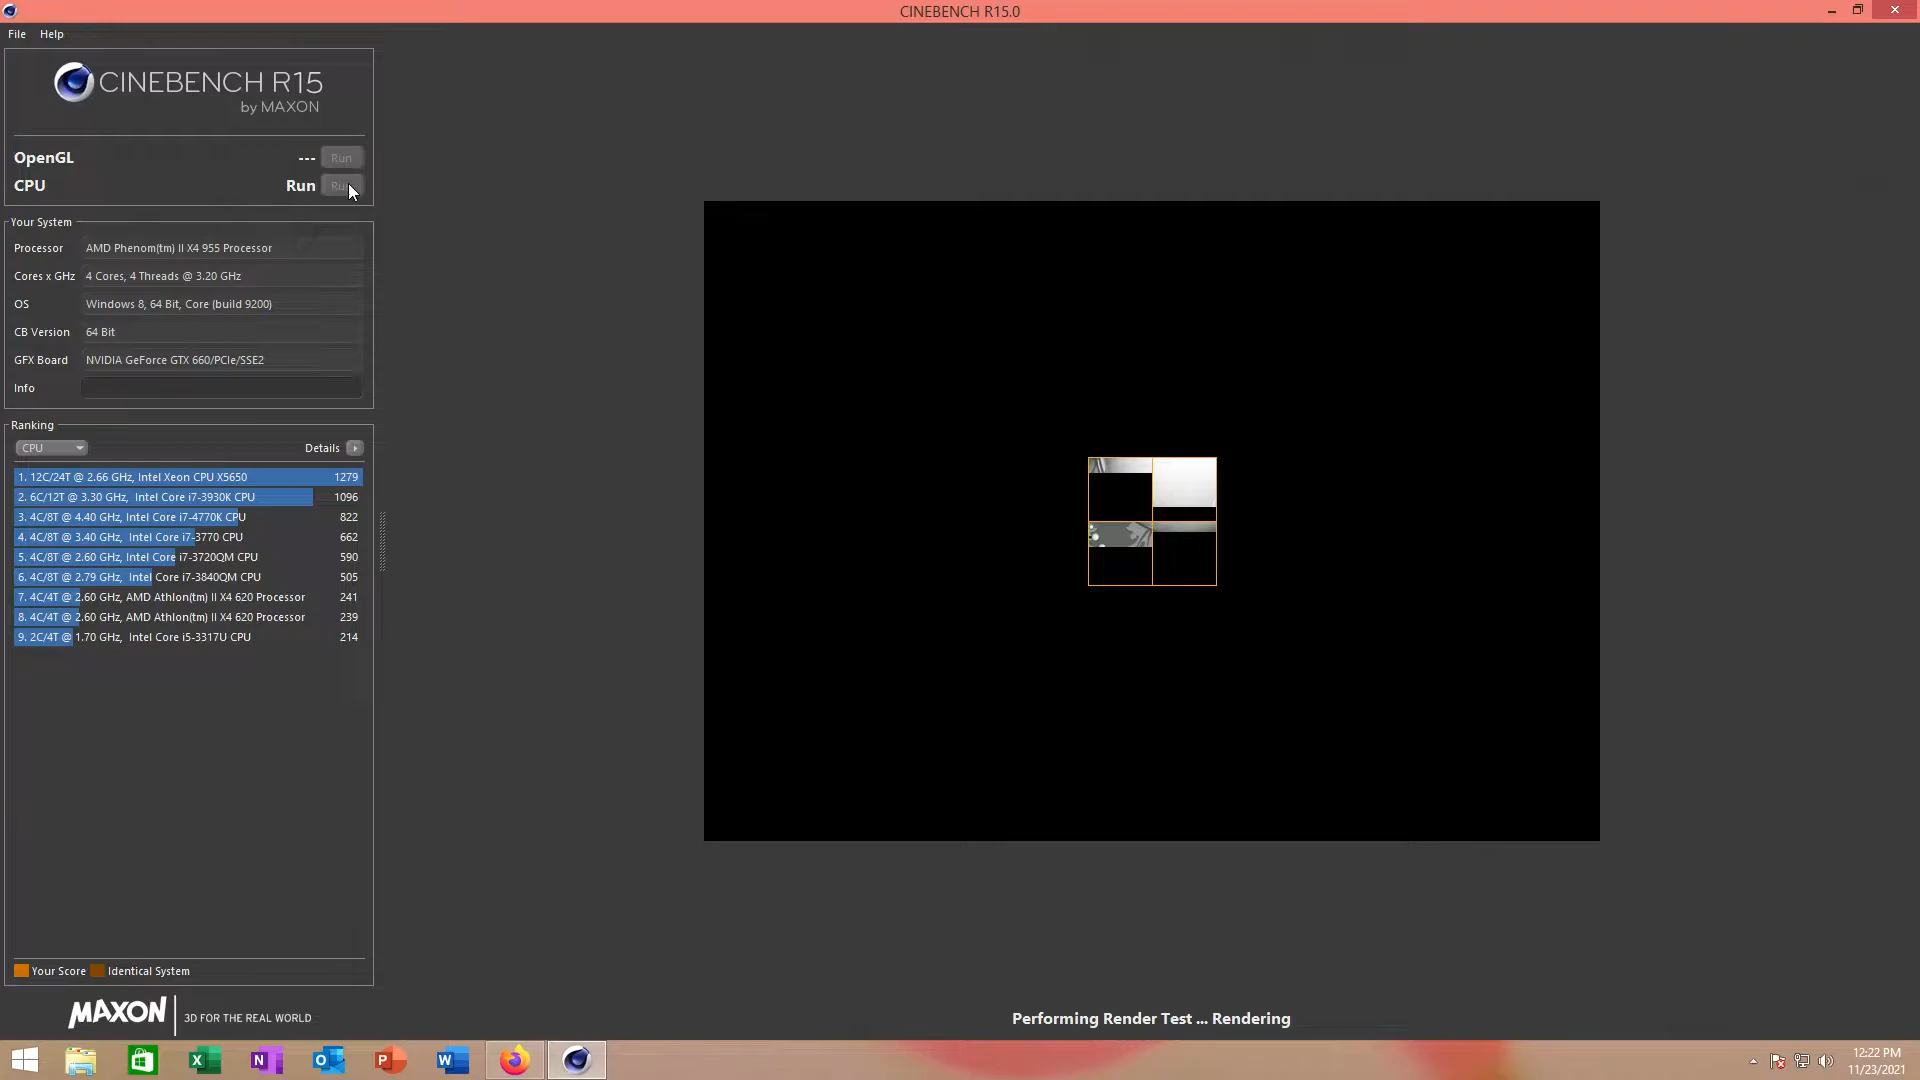 CINEBENCH R15.0
File Help
CINEBENCH R15
by MAXON
OpenGL --- Run
CPU Run
Your System
Processor AMD Phenom(tm) II X4 955 Processor
Cores x GHz 4 Cores, 4 Threads @ 3.20 GHz
OS Windows 8, 64 Bit, Core (build 9200)
CB Version 64 Bit
GFX Board NVIDIA GeForce GTX 660/PCIe/SSE2
Info
Ranking
CPU Details
1. 12C/24T @ 2.66 GHz, Intel Xeon CPU X5650 1279
2. 6C/12T @ 3.30 GHz, Intel Core i7-3930K CPU 1096
3. 4C/8T @ 4.40 GHz, Intel Core i7-4770K CPU 822
4. 4C/8T @ 3.40 GHz, Intel Core i7-3770 CPU 662
5. 4C/8T @ 2.60 GHz, Intel Core i7-3720QM CPU 590
6. 4C/8T @ 2.79 GHz, Intel Core i7-3840QM CPU 505
7. 4C/4T @ 2.60 GHz, AMD Athlon(tm) II X4 620 Processor 241
8. 4C/4T @ 2.60 GHz, AMD Athlon(tm) II X4 620 Processor 239
9. 2C/4T @ 1.70 GHz, Intel Core i5-3317U CPU 214
Your Score Identical System
MAXON 3D FOR THE REAL WORLD
Performing Render Test ... Rendering
12:22 PM
11/23/2021